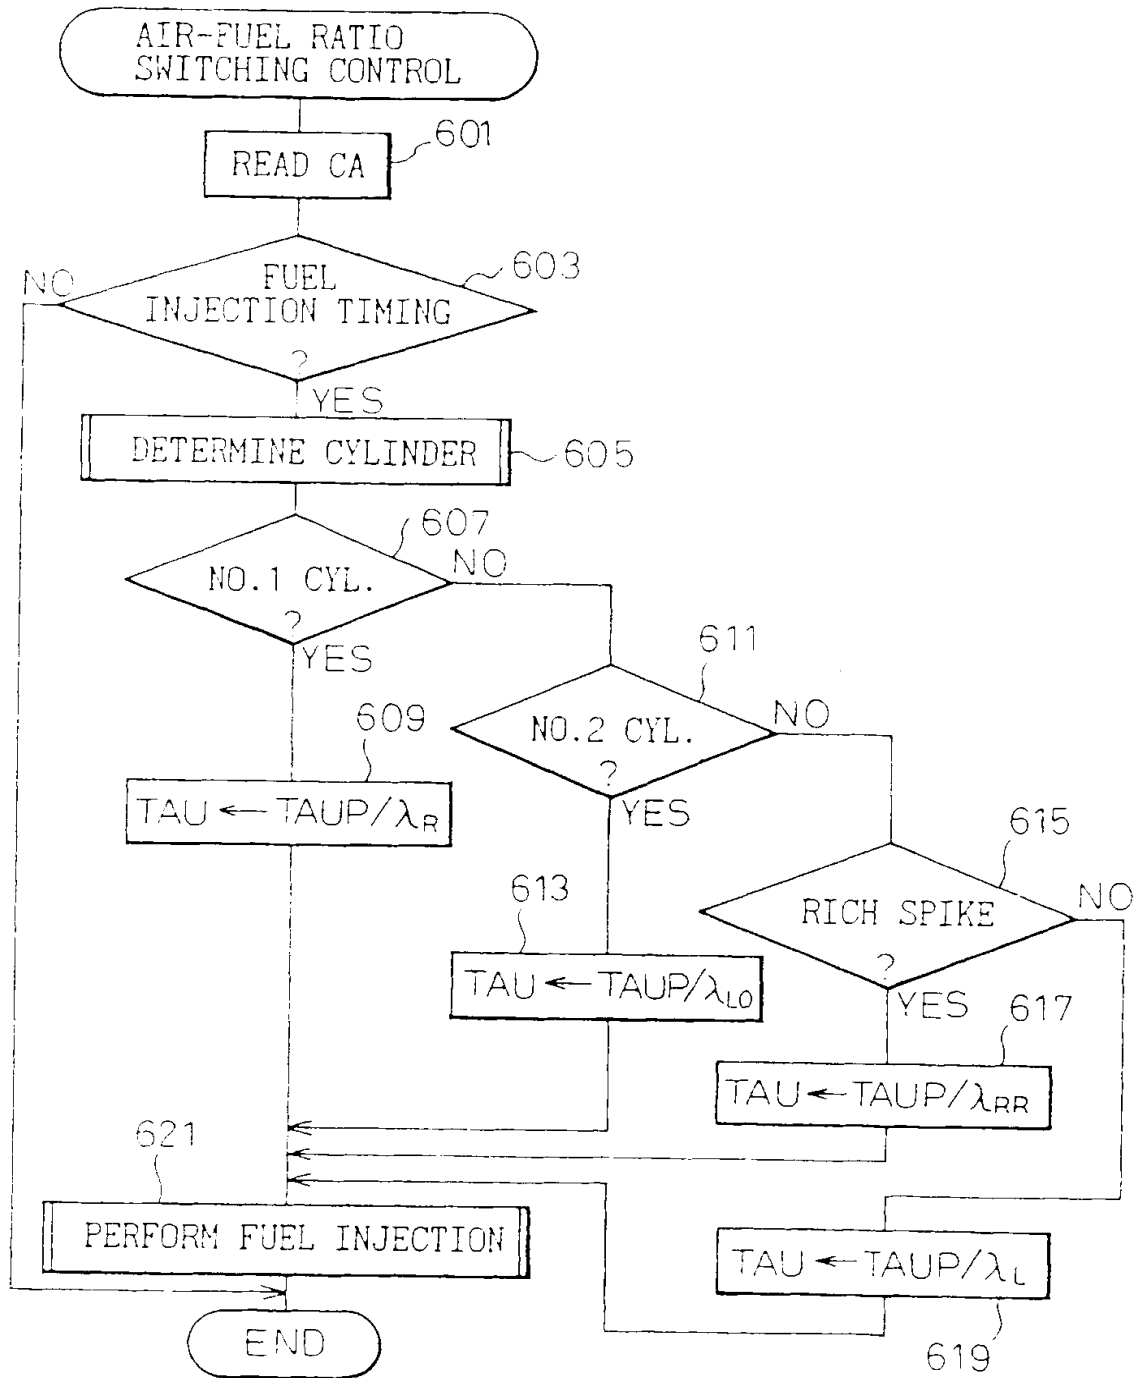 AIR-FUEL RATIO
SWITCHING CONTROL
601
READ CA
603
NO
FUEL
INJECTION TIMING
?
YES
DETERMINE CYLINDER
605
607
NO
NO.1 CYL.
?
YES
611
NO
NO.2 CYL.
?
YES
609
TAU ← TAUP/λR
615
NO
RICH SPIKE
?
YES
613
TAU ← TAUP/λLO
617
TAU ← TAUP/λRR
621
PERFORM FUEL INJECTION
TAU ← TAUP/λL
619
END